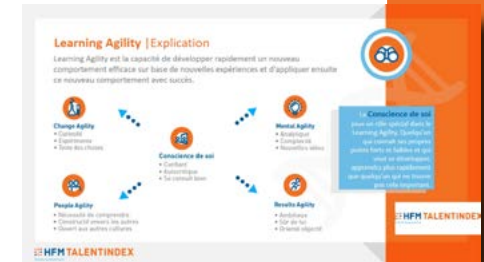 Learning Agility | Explication
Learning Agility est la capacité de développer rapidement un nouveau
comportement efficace sur base de nouvelles expériences et d'appliquer ensuite
ce nouveau comportement avec succès.
Change Agility
• Curiosité
• Expérimente
• Teste des choses
Mental Agility
• Analytique
• Complexité
• Nouvelles idées
Conscience de soi
• Confiant
• Autocritique
• Se connaît bien
People Agility
• Nécessité de comprendre
• Constructif envers les autres
• Ouvert aux autres cultures
Results Agility
• Ambitieux
• Sûr de lui
• Orienté objectif
La Conscience de soi
joue un rôle spécial dans le
Learning Agility. Quelqu'un
qui connaît ses propres
points forts et faibles et qui
veut se développer,
apprendra plus rapidement
que quelqu'un qui ne trouve
pas cela important.
HFM TALENTINDEX
HFM TALENTINDEX